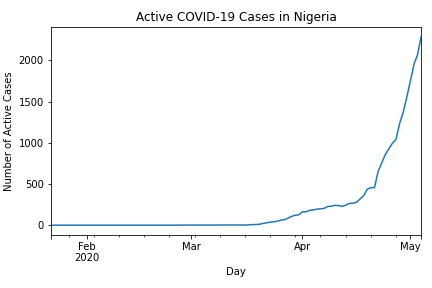 Active COVID-19 Cases in Nigeria
Number of Active Cases
2000
1500
1000
500
0
Feb
2020
Mar
Apr
May
Day